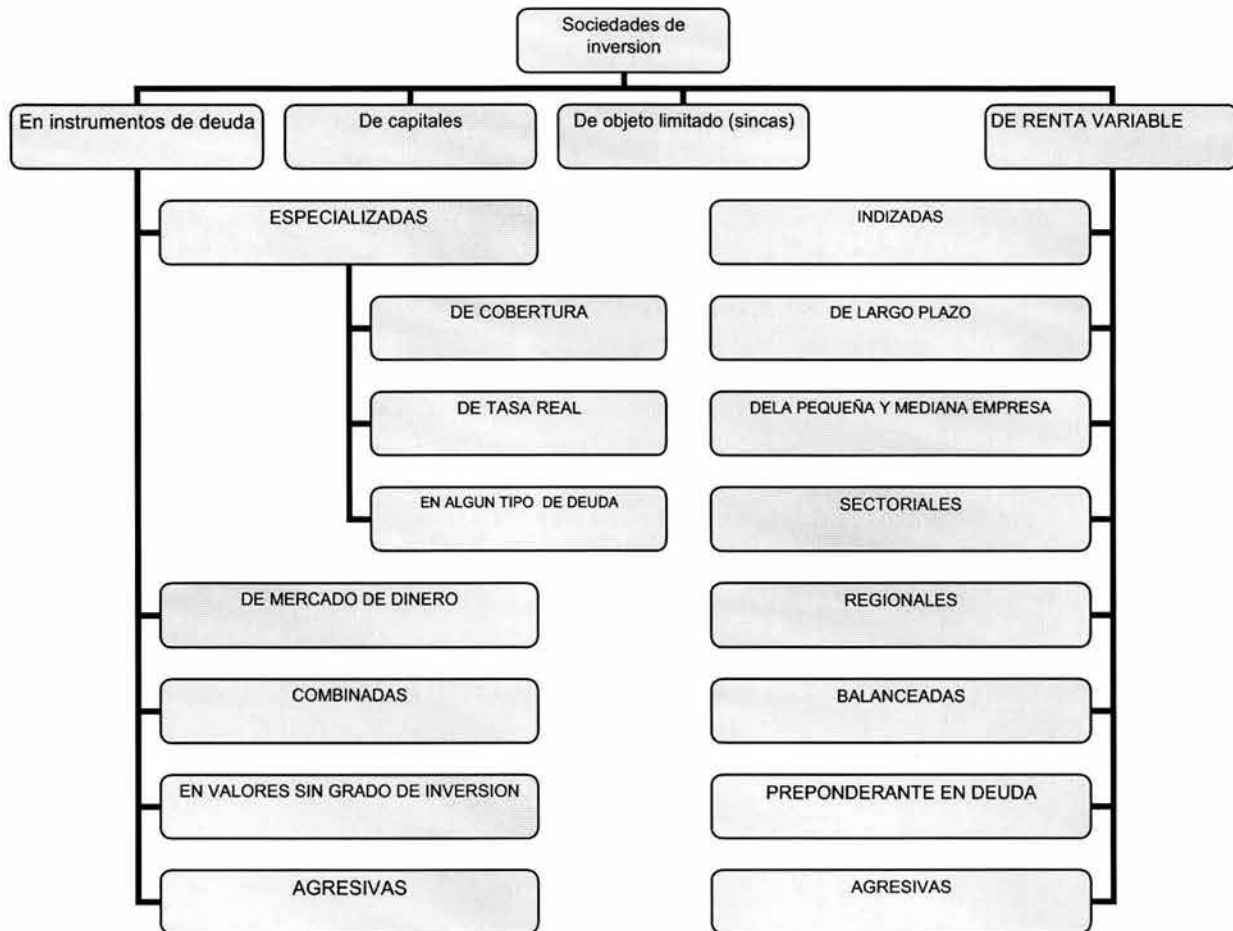 Sociedades de
inversion
En instrumentos de deuda
De capitales
De objeto limitado (sincas)
DE RENTA VARIABLE
ESPECIALIZADAS
INDIZADAS
DE COBERTURA
DE LARGO PLAZO
DE TASA REAL
DELA PEQUEÑA Y MEDIANA EMPRESA
EN ALGUN TIPO DE DEUDA
SECTORIALES
DE MERCADO DE DINERO
REGIONALES
COMBINADAS
BALANCEADAS
EN VALORES SIN GRADO DE INVERSION
PREPONDERANTE EN DEUDA
AGRESIVAS
AGRESIVAS